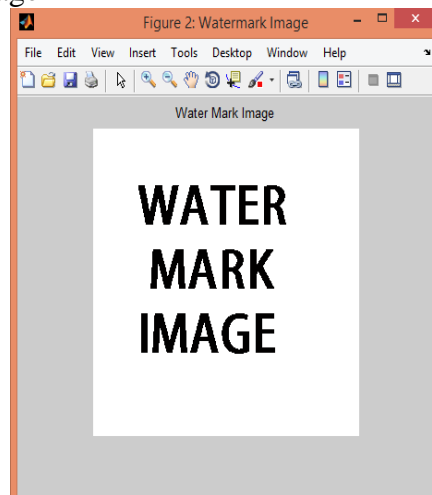 Figure 2: Watermark Image
File Edit View Insert Tools Desktop Window Help
Water Mark Image
WATER
MARK
IMAGE